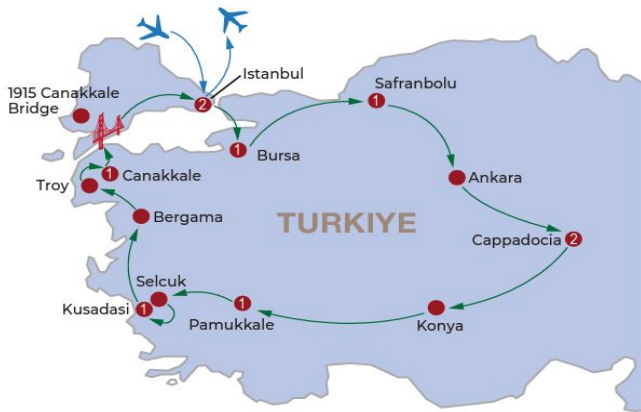 Istanbul
1915 Canakkale
Bridge
2
Safranbolu
1
1
Bursa
1
Canakkale
Troy
Ankara
Bergama
TURKIYE
Cappadocia
2
Selcuk
Kusadasi
1
1
Pamukkale
Konya